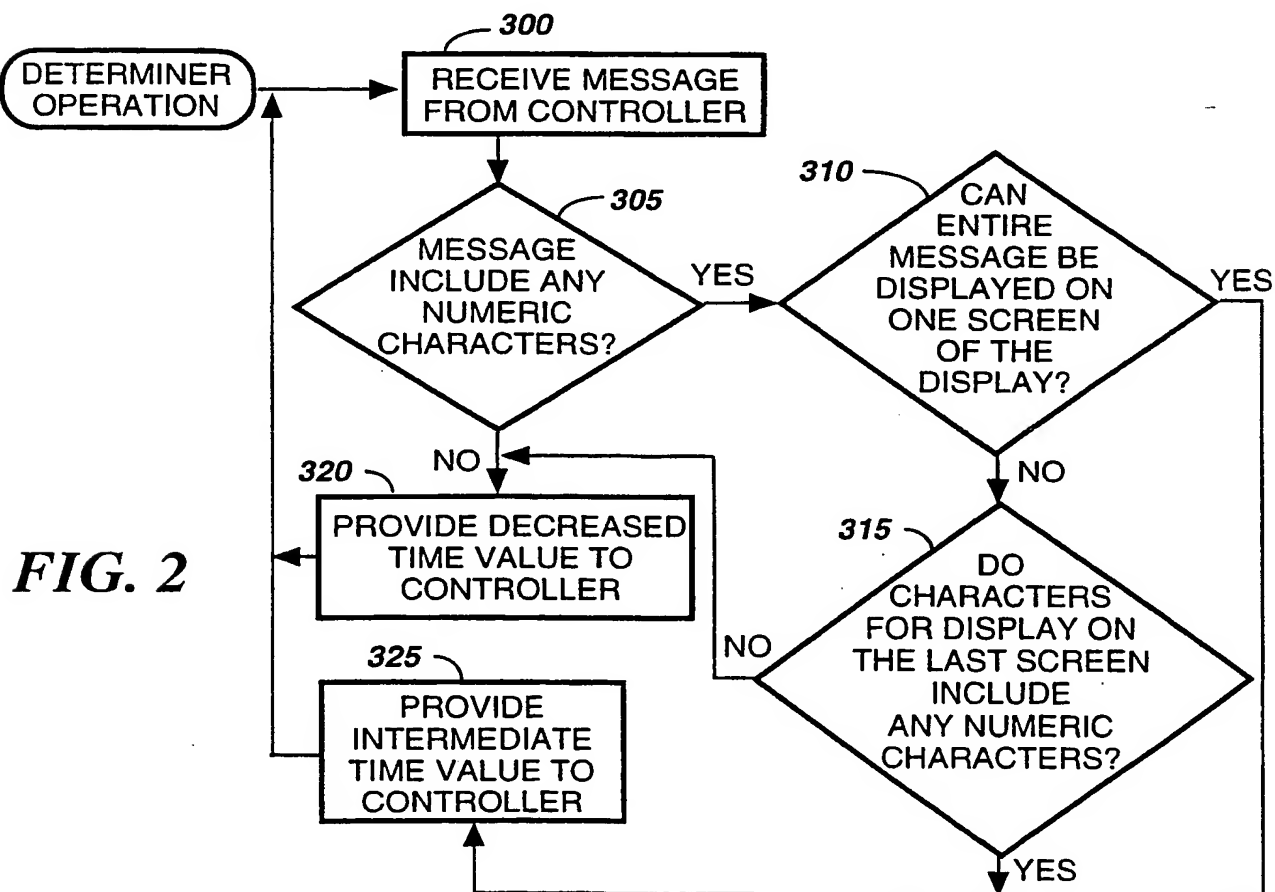 DETERMINER
OPERATION
300
RECEIVE MESSAGE
FROM CONTROLLER
305
MESSAGE
INCLUDE ANY
NUMERIC
CHARACTERS?
YES
310
CAN
ENTIRE
MESSAGE BE
DISPLAYED ON
ONE SCREEN
OF THE
DISPLAY?
YES
NO
NO
320
PROVIDE DECREASED
TIME VALUE TO
CONTROLLER
315
DO
CHARACTERS
FOR DISPLAY ON
THE LAST SCREEN
INCLUDE
ANY NUMERIC
CHARACTERS?
NO
YES
325
PROVIDE
INTERMEDIATE
TIME VALUE TO
CONTROLLER
FIG. 2